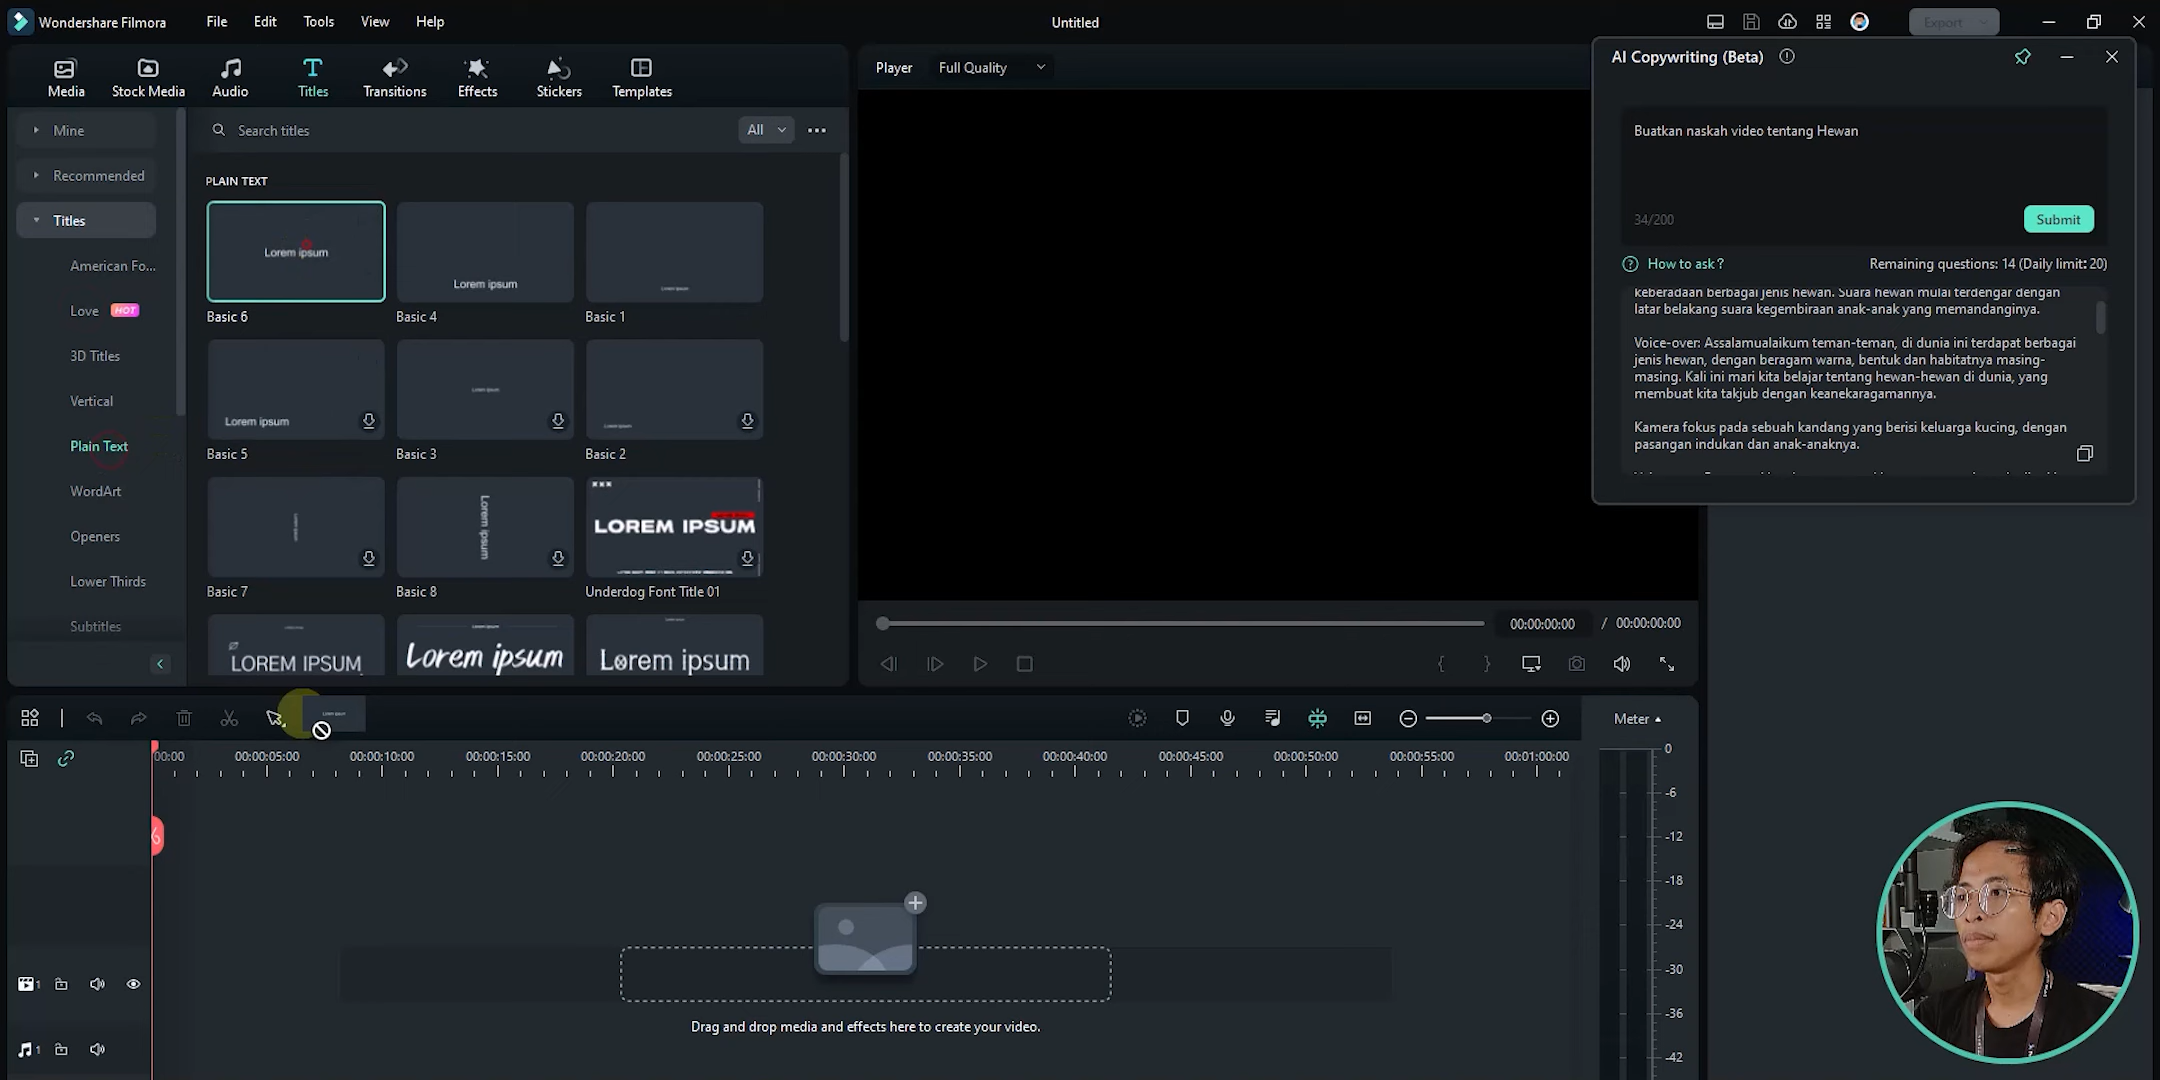 Wondershare Filmora
File
Edit
Titles
View
Help
Untitled
Export
Media
Stock Media
Audio
Titles
Transitions
Effects
Stickers
Templates
Player
Full Quality
AI Copywriting (Beta)
Mine
Recommended
Titles
American Fo...
Love
HOT
3D Titles
Vertical
Plain Text
WordArt
Openers
Lower Thirds
Subtitles
Search titles
All
PLAIN TEXT
Lorem ipsum
Lorem ipsum
Lorem ipsum
Basic 6
Basic 4
Basic 1
Lorem ipsum
Lorem ipsum
Lorem ipsum
Basic 5
Basic 3
Basic 2
Lorem ipsum
LOREM IPSUM
Basic 7
Basic 8
Underdog Font Title 01
LOREM IPSUM
Lorem ipsum
Lorem ipsum
Buatkan naskah video tentang Hewan
34/200
Submit
How to ask?
Remaining questions: 14 (Daily limit: 20)
keberadaan berbagai jenis hewan. Suara hewan mulai terdengar dengan
latar belakang suara kegembiraan anak-anak yang memandanginya.
Voice-over: Assalamualaikum teman-teman, di dunia ini terdapat berbagai
jenis hewan, dengan beragam warna, bentuk dan habitatnya masing-
masing. Kali ini mari kita belajar tentang hewan-hewan di dunia, yang
membuat kita takjub dengan keanekaragamannya.
Kamera fokus pada sebuah kandang yang berisi keluarga kucing, dengan
pasangan indukan dan anak-anaknya.
00:00:00:00 / 00:00:00:00
Meter
00:00
00:00:05:00
00:00:10:00
00:00:15:00
00:00:20:00
00:00:25:00
00:00:30:00
00:00:35:00
00:00:40:00
00:00:45:00
00:00:50:00
00:00:55:00
00:01:00:00
0
-6
-12
-18
-24
-30
-36
-42
1
Drag and drop media and effects here to create your video.
1